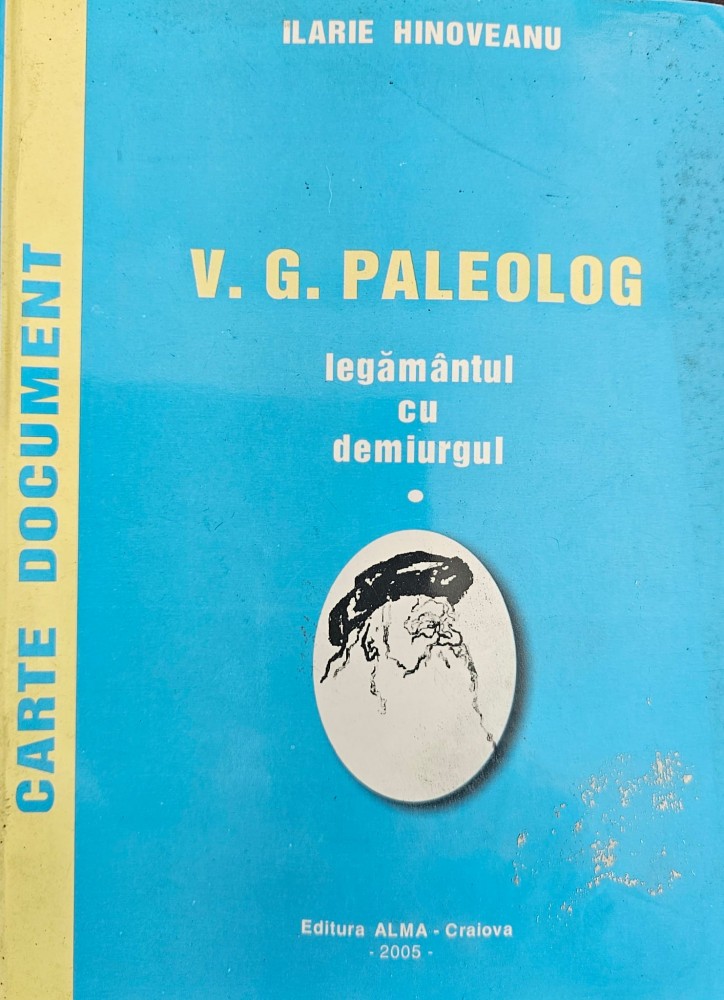 ILARIE HINOVEANU
V. G. PALEOLOG
legământul
cu
demiurgul
•
CARTE DOCUMENT
Editura ALMA - Craiova
- 2005 -